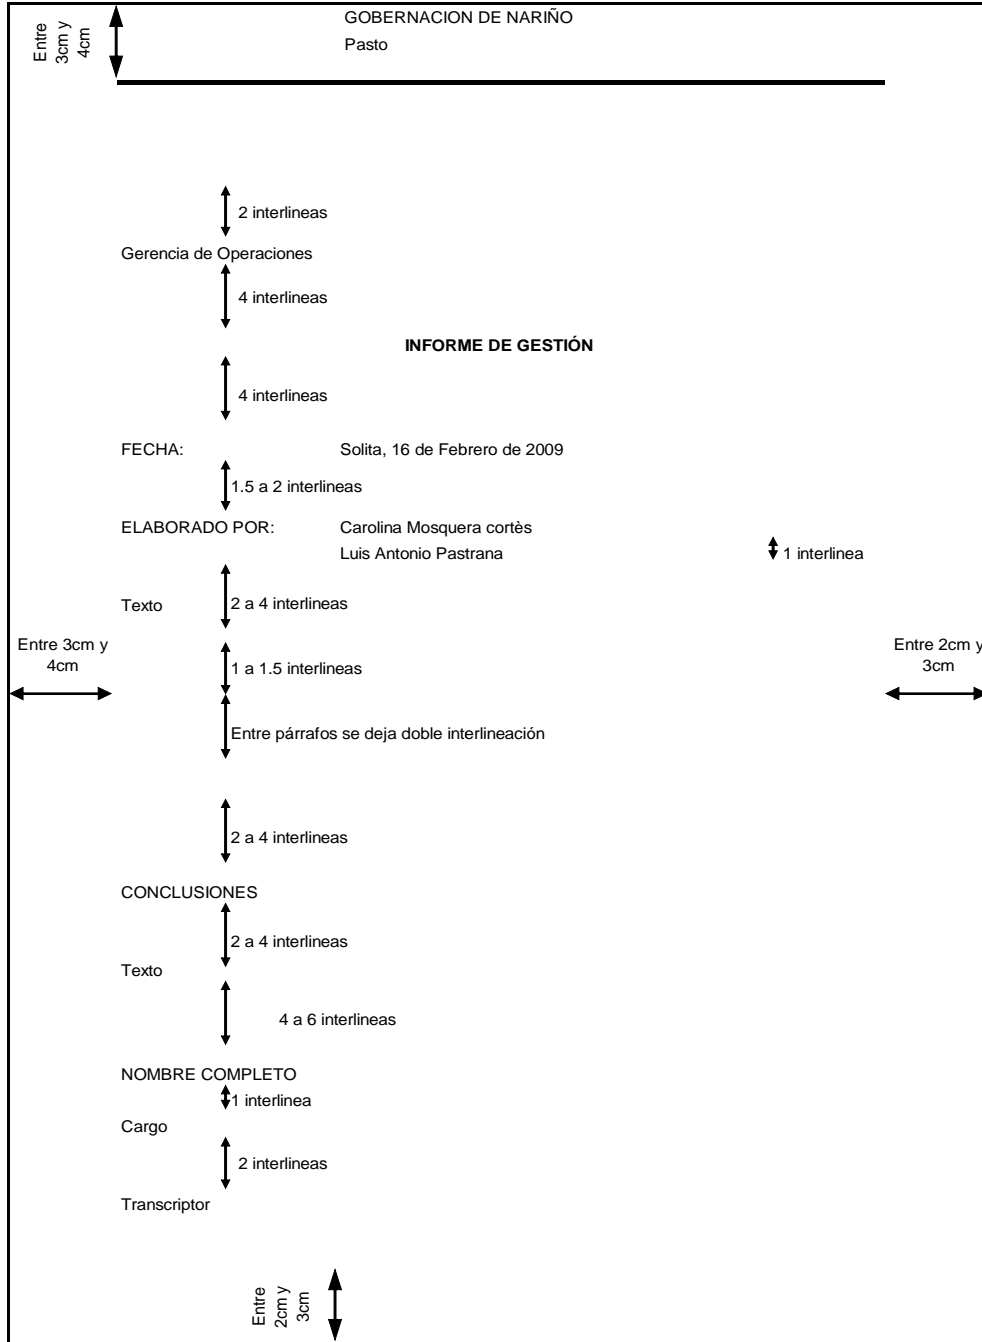 GOBERNACION DE NARIÑO
Entre
3cm y
4cm
Pasto
2 interlineas
Gerencia de Operaciones
4 interlineas
INFORME DE GESTIÓN
4 interlineas
FECHA: Solita, 16 de Febrero de 2009
1.5 a 2 interlineas
ELABORADO POR: Carolina Mosquera cortès
Luis Antonio Pastrana 1 interlinea
Texto 2 a 4 interlineas
Entre 3cm y
4cm
Entre 2cm y
3cm
1 a 1.5 interlineas
Entre párrafos se deja doble interlineación
2 a 4 interlineas
CONCLUSIONES
2 a 4 interlineas
Texto
4 a 6 interlineas
NOMBRE COMPLETO
1 interlinea
Cargo
2 interlineas
Transcriptor
Entre
2cm y
3cm